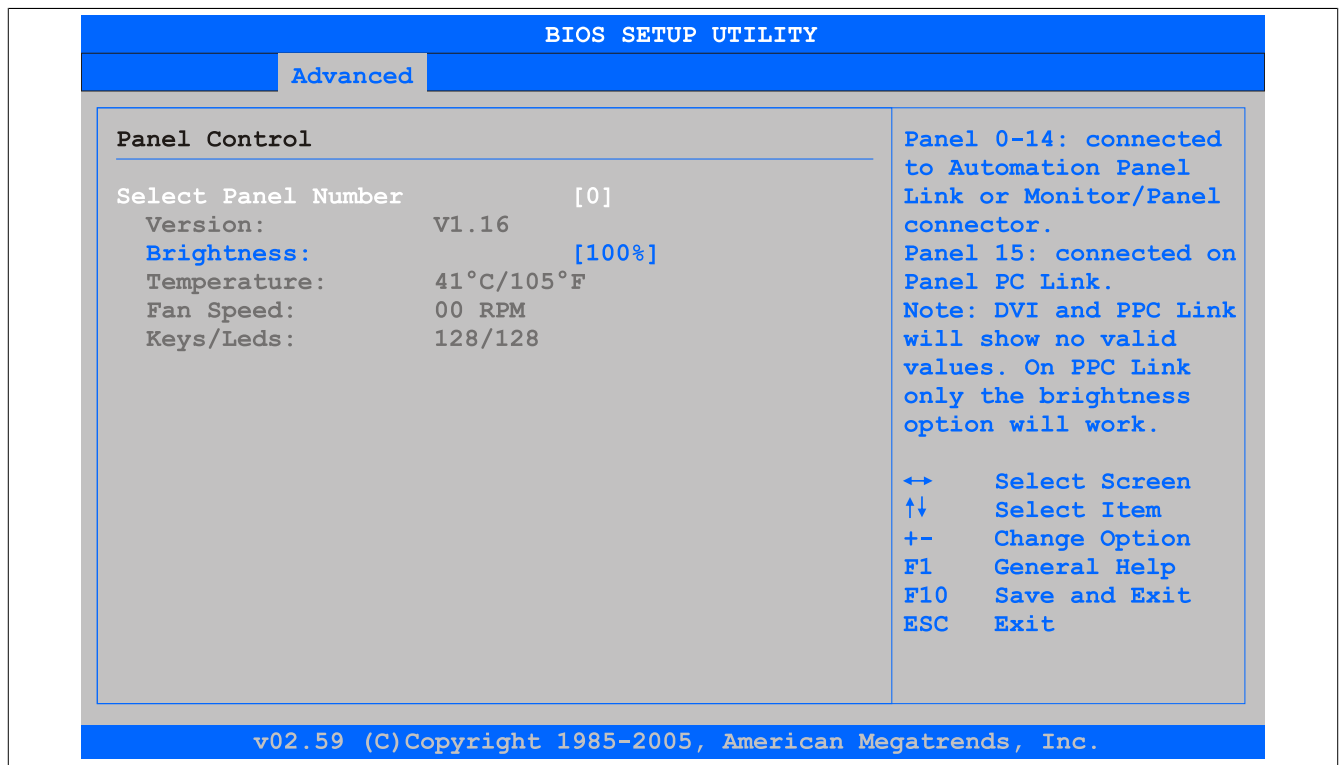 BIOS SETUP UTILITY
Advanced
Panel Control
Select Panel Number [0]
Version: V1.16
Brightness: [100%]
Temperature: 41°C/105°F
Fan Speed: 00 RPM
Keys/Leds: 128/128
Panel 0-14: connected
to Automation Panel
Link or Monitor/Panel
connector.
Panel 15: connected on
Panel PC Link.
Note: DVI and PPC Link
will show no valid
values. On PPC Link
only the brightness
option will work.
↔ Select Screen
↑↓ Select Item
+- Change Option
F1 General Help
F10 Save and Exit
ESC Exit
v02.59 (C)Copyright 1985-2005, American Megatrends, Inc.